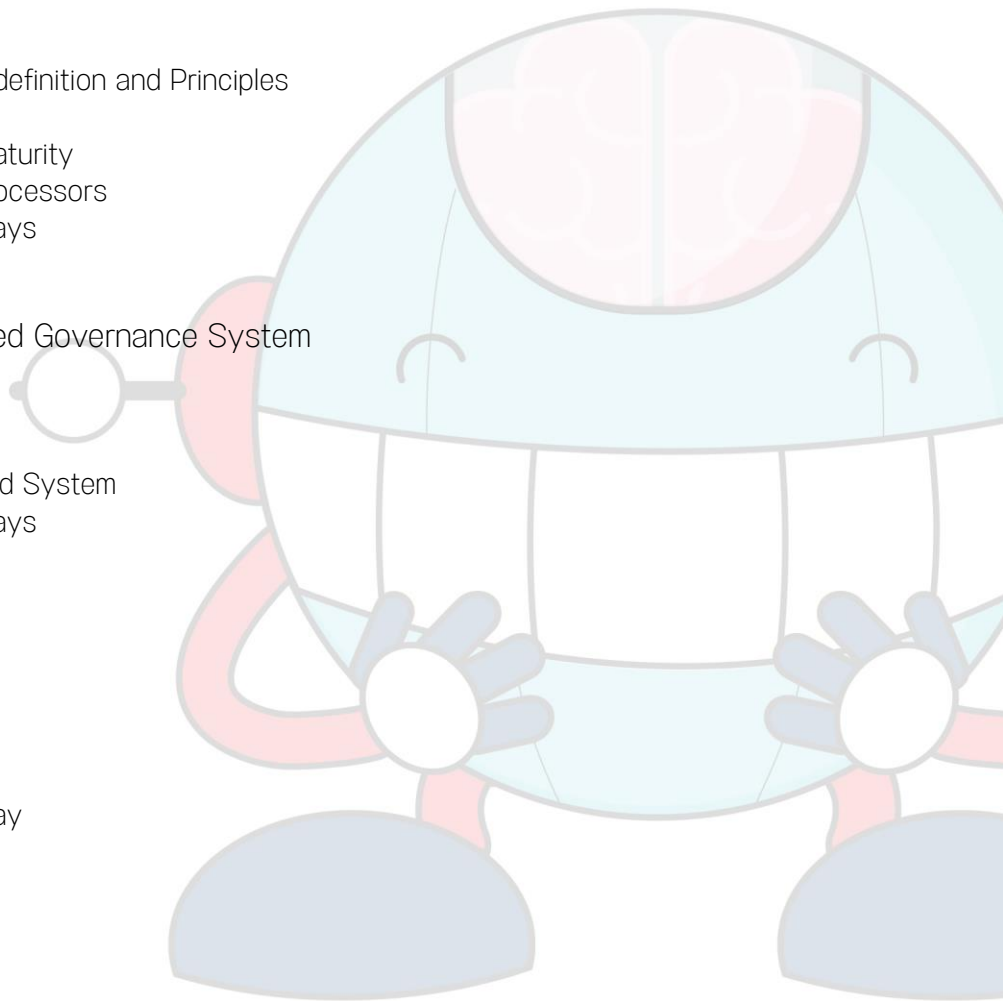 definition and Principles
aturity
ocessors
ays
ed Governance System
d System
ays
ay